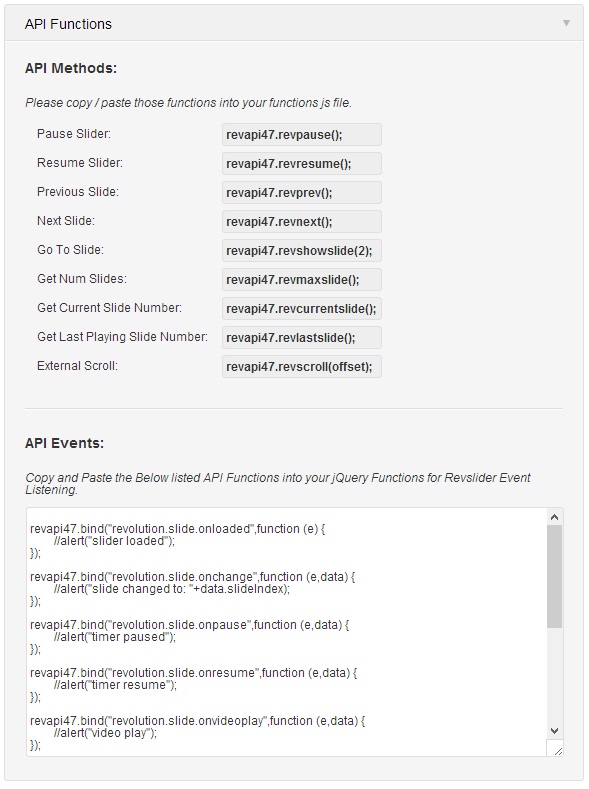 API Functions
API Methods:
Please copy / paste those functions into your functions js file.
Pause Slider: revapi47.revpause();
Resume Slider: revapi47.revresume();
Previous Slide: revapi47.revprev();
Next Slide: revapi47.revnext();
Go To Slide: revapi47.revshowslide(2);
Get Num Slides: revapi47.revmaxslide();
Get Current Slide Number: revapi47.revcurrentslide();
Get Last Playing Slide Number: revapi47.revlastslide();
External Scroll: revapi47.revscroll(offset);
API Events:
Copy and Paste the Below listed API Functions into your jQuery Functions for Revslider Event
Listening.
revapi47.bind("revolution.slide.onloaded",function (e) {
//alert("slider loaded");
});
revapi47.bind("revolution.slide.onchange",function (e,data) {
//alert("slide changed to: "+data.slideIndex);
});
revapi47.bind("revolution.slide.onpause",function (e,data) {
//alert("timer paused");
});
revapi47.bind("revolution.slide.onresume",function (e,data) {
//alert("timer resume");
});
revapi47.bind("revolution.slide.onvideoplay",function (e,data) {
//alert("video play");
});